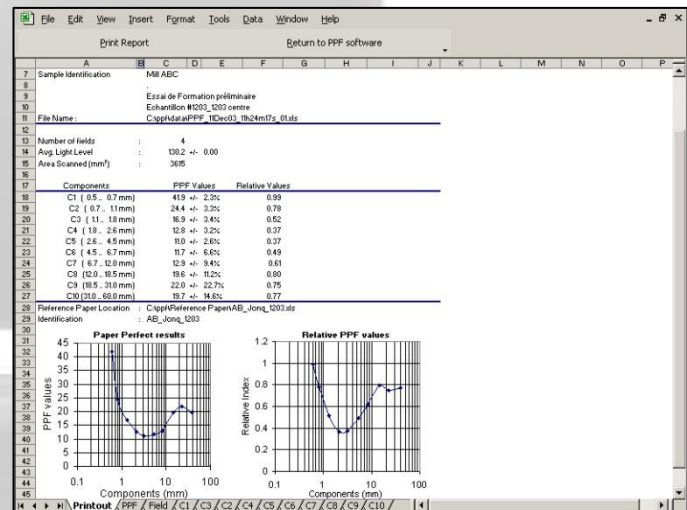 File Edit View Insert Format Tools Data Window Help
Print Report Return to PPF software
A B C D E F G H I J K L M N O P
7 Sample Identification Mill ABC
8 .
9 Essai de Formation préliminaire
10 Echantillon #1203_1203 centre
11 File Name : C:\ppf\data\PPF_11Dec03_11h24m17s_01.xls
12
13 Number of fields : 4
14 Avg. Light Level : 130.2 +/- 0.00
15 Area Scanned (mm²) : 3615
16
17 Components PPF Values Relative Values
18 C1 ( 0.5 .. 0.7 mm) 41.9 +/- 2.3% 0.99
19 C2 ( 0.7 .. 1.1 mm) 24.4 +/- 3.3% 0.78
20 C3 ( 1.1 .. 1.8 mm) 16.9 +/- 3.4% 0.52
21 C4 ( 1.8 .. 2.6 mm) 12.8 +/- 3.2% 0.37
22 C5 ( 2.6 .. 4.5 mm) 11.0 +/- 2.6% 0.37
23 C6 ( 4.5 .. 6.7 mm) 11.7 +/- 6.6% 0.49
24 C7 ( 6.7 .. 12.0 mm) 12.9 +/- 9.4% 0.61
25 C8 (12.0 .. 18.5 mm) 19.6 +/- 11.2% 0.80
26 C9 (18.5 .. 31.0 mm) 22.0 +/- 22.7% 0.75
27 C10 (31.0 .. 60.0 mm) 19.7 +/- 14.6% 0.77
28 Reference Paper Location : C:\ppf\Reference Paper\AB_Jonq_1203.xls
29 Identification : AB_Jonq_1203
30
31
32
33
34
35
36
37
38
39
40
41
42
43
44
45
Paper Perfect results
PPF values
45
40
35
30
25
20
15
10
5
0
0.1 1 10 100
Components (mm)
Relative PPF values
Relative Index
1.2
1
0.8
0.6
0.4
0.2
0
0.1 1 10 100
Components (mm)
Printout / PPF / Field / C1 / C3 / C2 / C4 / C5 / C6 / C7 / C8 / C9 / C10 /